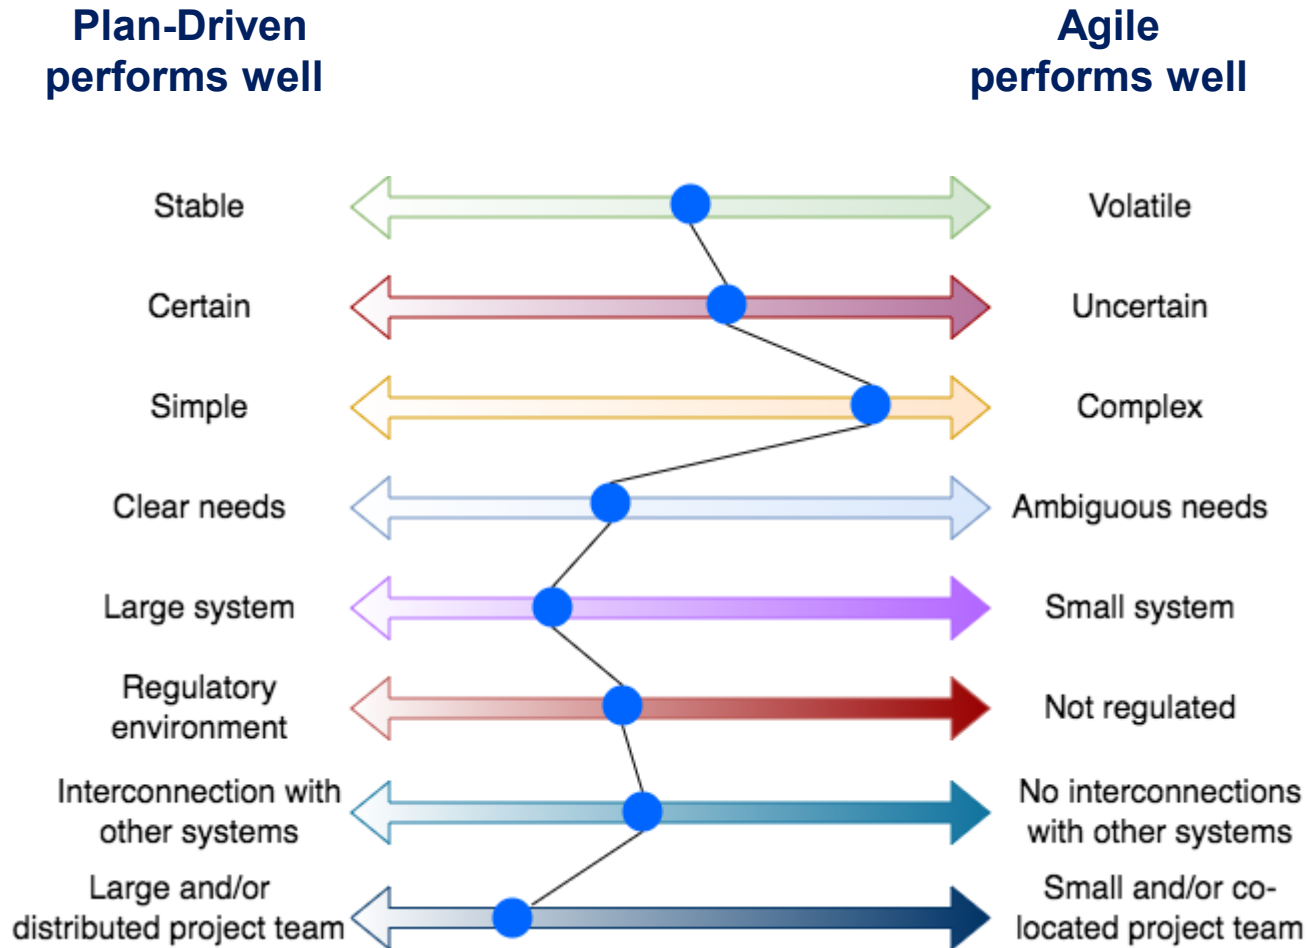 Plan-Driven
performs well
Agile
performs well
Stable
Volatile
Certain
Uncertain
Simple
Complex
Clear needs
Ambiguous needs
Large system
Small system
Regulatory
environment
Not regulated
Interconnection with
other systems
No interconnections
with other systems
Large and/or
distributed project team
Small and/or co-
located project team